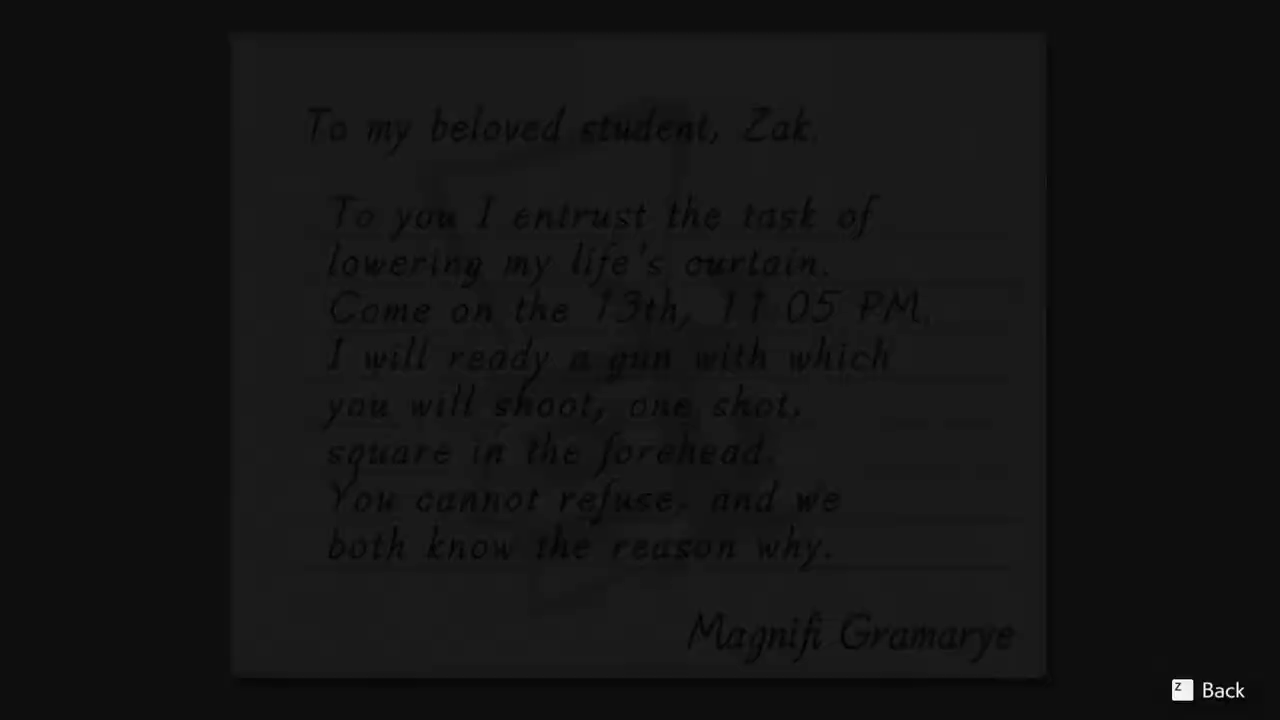 To my beloved student, Zak.
To you I entrust the task of
lowering my life's curtain.
Come on the 13th, 11:05 PM.
I will ready a gun with which
you will shoot, one shot,
square in the forehead.
You cannot refuse, and we
both know the reason why.
Magnifi Gramarye
Z Back